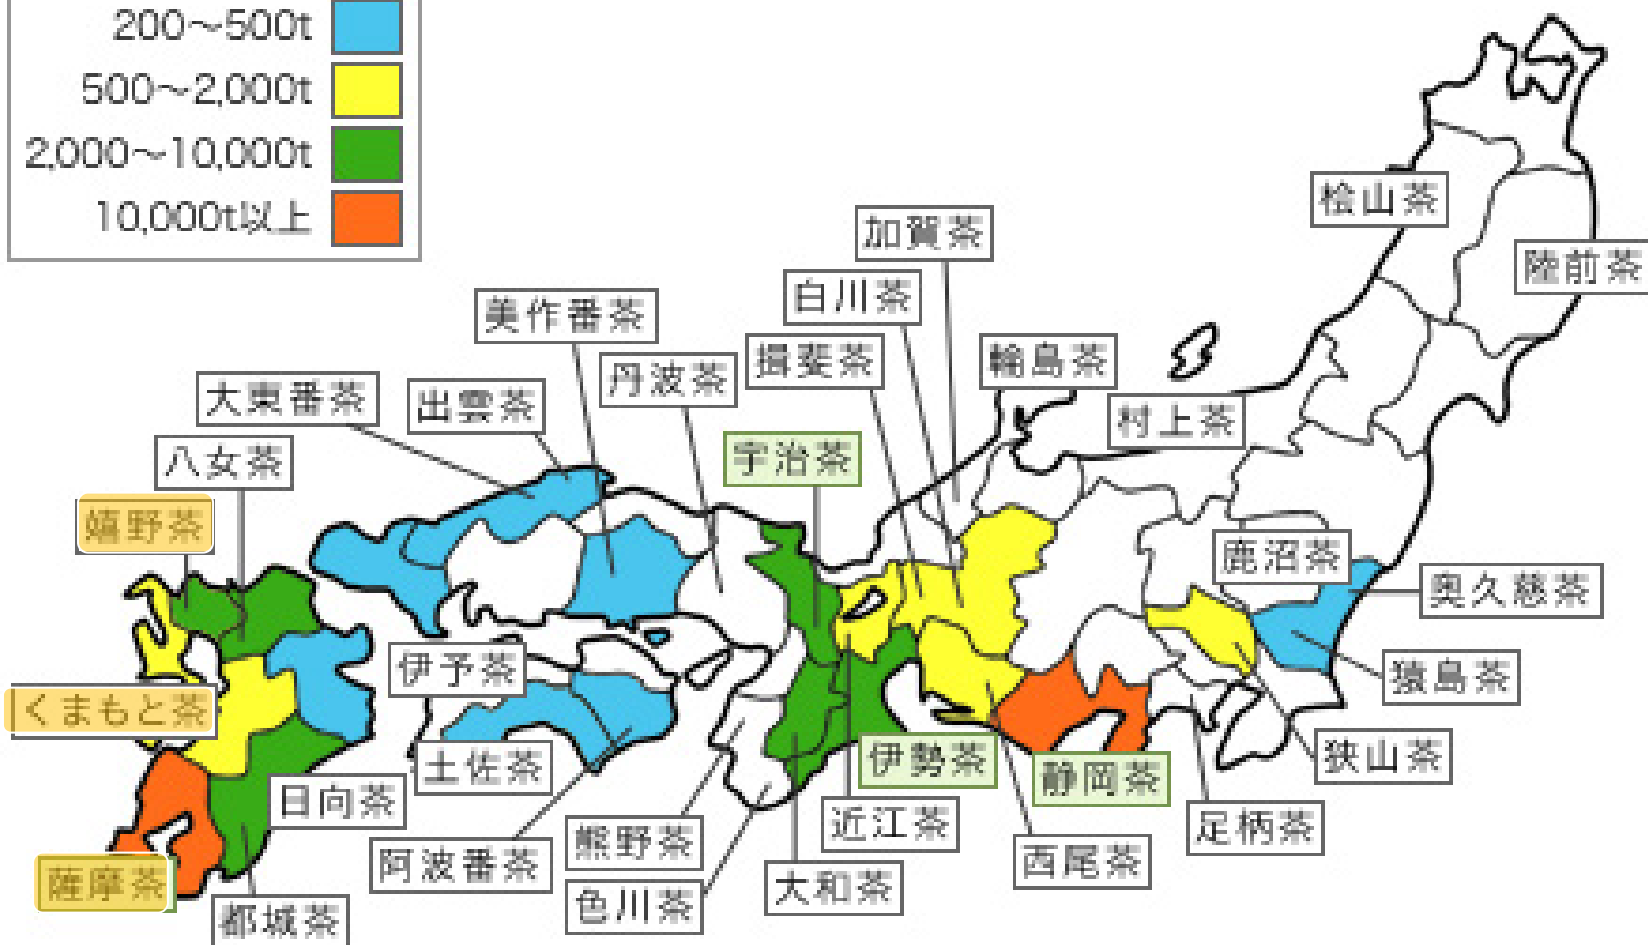 200～500t
500～2,000t
2,000～10,000t
10,000t以上
桧山茶
加賀茶
陸前茶
白川茶
美作番茶
揖斐茶
輪島茶
丹波茶
大東番茶
出雲茶
村上茶
宇治茶
八女茶
嬉野茶
鹿沼茶
奥久慈茶
伊予茶
猿島茶
くまもと茶
伊勢茶
狭山茶
土佐茶
静岡茶
日向茶
近江茶
足柄茶
熊野茶
阿波番茶
西尾茶
薩摩茶
大和茶
色川茶
都城茶